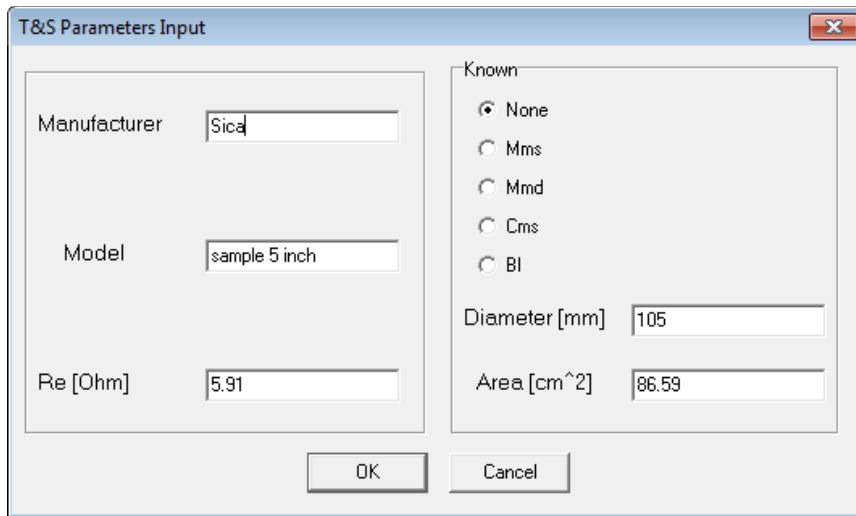 T&S Parameters Input
Manufacturer Sica
Model sample 5 inch
Re [Ohm] 5.91
Known
None
Mms
Mmd
Cms
Bl
Diameter [mm] 105
Area [cm^2] 86.59
OK Cancel